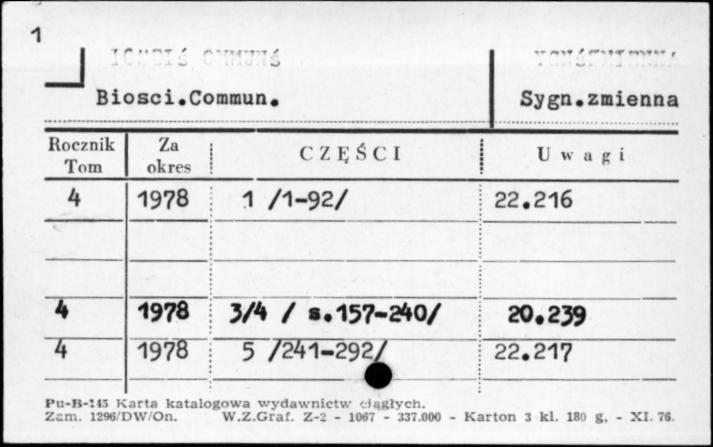 1
Biosci.Commun. Sygn.zmienna
Rocznik Tom Za okres CZĘŚCI Uwagi
4 1978 1 /1-92/ 22.216
4 1978 3/4 / s.157-240/ 20.239
4 1978 5 /241-292/ 22.217
Pu-B-145 Karta katalogowa wydawnictw ciągłych.
Zam. 1296/DW/On. W.Z.Graf. Z-2 - 1067 - 337.000 - Karton 3 kl. 180 g. - XI. 76.